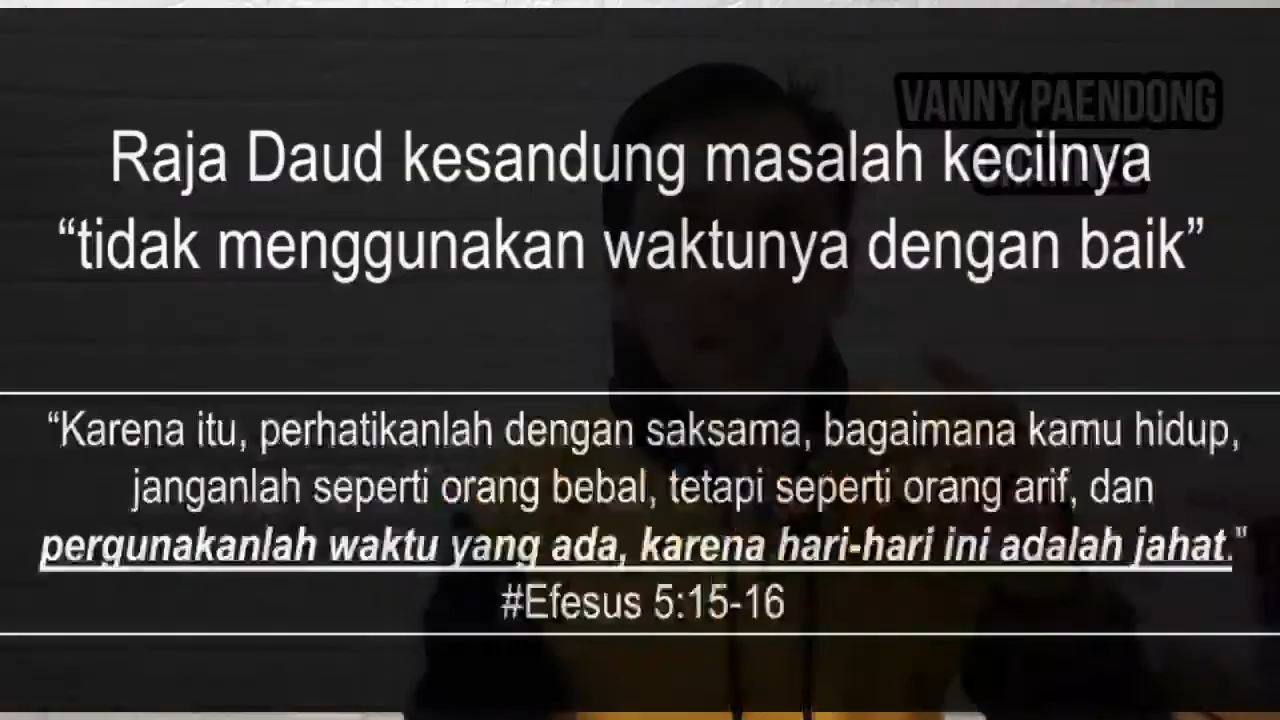 VANNY PAENDONG
Raja Daud kesandung masalah kecilnya
“tidak menggunakan waktunya dengan baik”
“Karena itu, perhatikanlah dengan saksama, bagaimana kamu hidup,
janganlah seperti orang bebal, tetapi seperti orang arif, dan
pergunakanlah waktu yang ada, karena hari-hari ini adalah jahat."
#Efesus 5:15-16